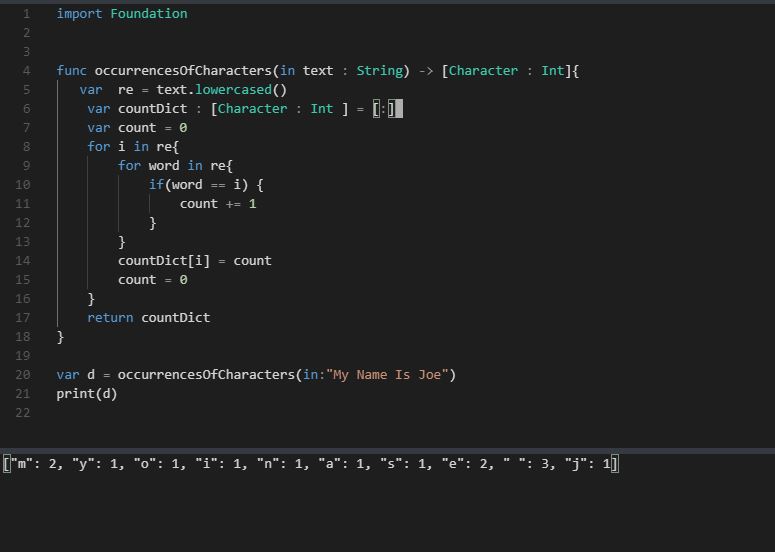 1 import Foundation
2
3
4 func occurrencesOfCharacters(in text : String) -> [Character : Int]{
5 var  re = text.lowercased()
6 var countDict : [Character : Int ] = [:]
7 var count = 0
8 for i in re{
9 for word in re{
10 if(word == i) {
11 count += 1
12 }
13 }
14 countDict[i] = count
15 count = 0
16 }
17 return countDict
18 }
19
20 var d = occurrencesOfCharacters(in:"My Name Is Joe")
21 print(d)
22
["m": 2, "y": 1, "o": 1, "i": 1, "n": 1, "a": 1, "s": 1, "e": 2, " ": 3, "j": 1]